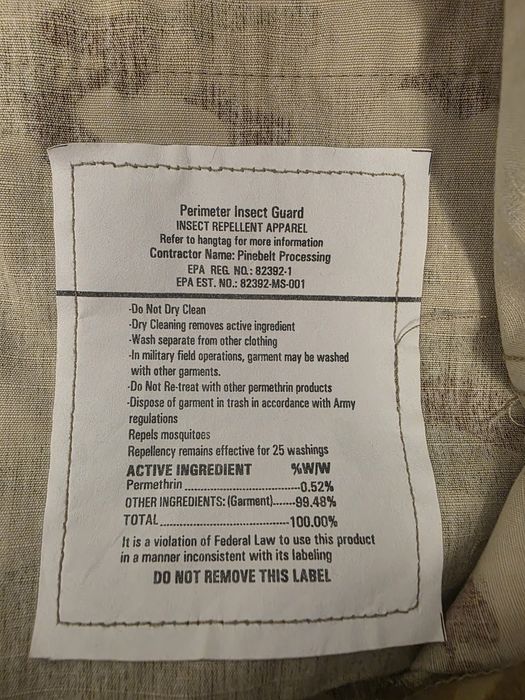 Perimeter Insect Guard
INSECT REPELLENT APPAREL
Refer to hangtag for more information
Contractor Name: Pinebelt Processing
EPA REG. NO.: 82392-1
EPA EST. NO.: 82392-MS-001
-Do Not Dry Clean
-Dry Cleaning removes active ingredient
-Wash separate from other clothing
-In military field operations, garment may be washed
with other garments.
-Do Not Re-treat with other permethrin products
-Dispose of garment in trash in accordance with Army
regulations
Repels mosquitoes
Repellency remains effective for 25 washings
ACTIVE INGREDIENT %W/W
Permethrin..............................0.52%
OTHER INGREDIENTS: (Garment).......99.48%
TOTAL...................................100.00%
It is a violation of Federal Law to use this product
in a manner inconsistent with its labeling
DO NOT REMOVE THIS LABEL